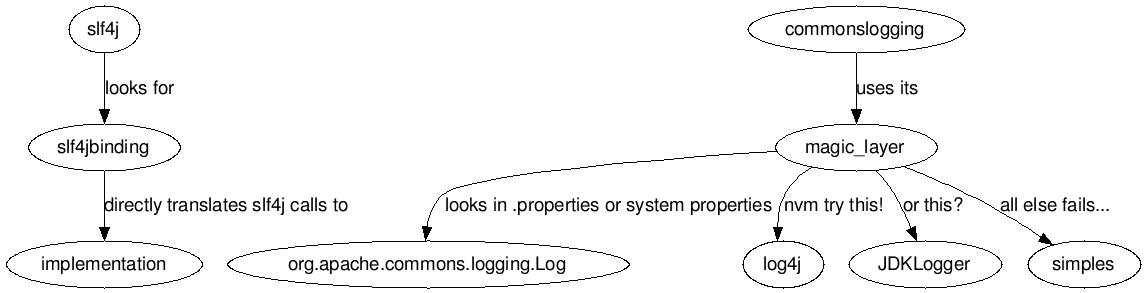 slf4j
commonslogging
looks for
uses its
slf4jbinding
magic_layer
directly translates slf4j calls to
looks in .properties or system properties
nvm try this!
or this?
all else fails...
implementation
org.apache.commons.logging.Log
log4j
JDKLogger
simples